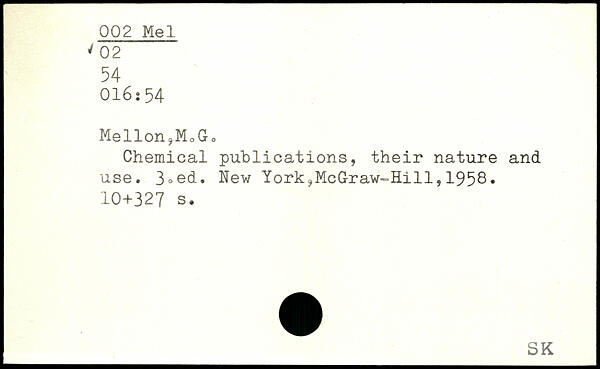 002 Mel
02
54
016:54
Mellon,M.G.
Chemical publications, their nature and
use. 3.ed. New York,McGraw-Hill,1958.
10+327 s.
SK